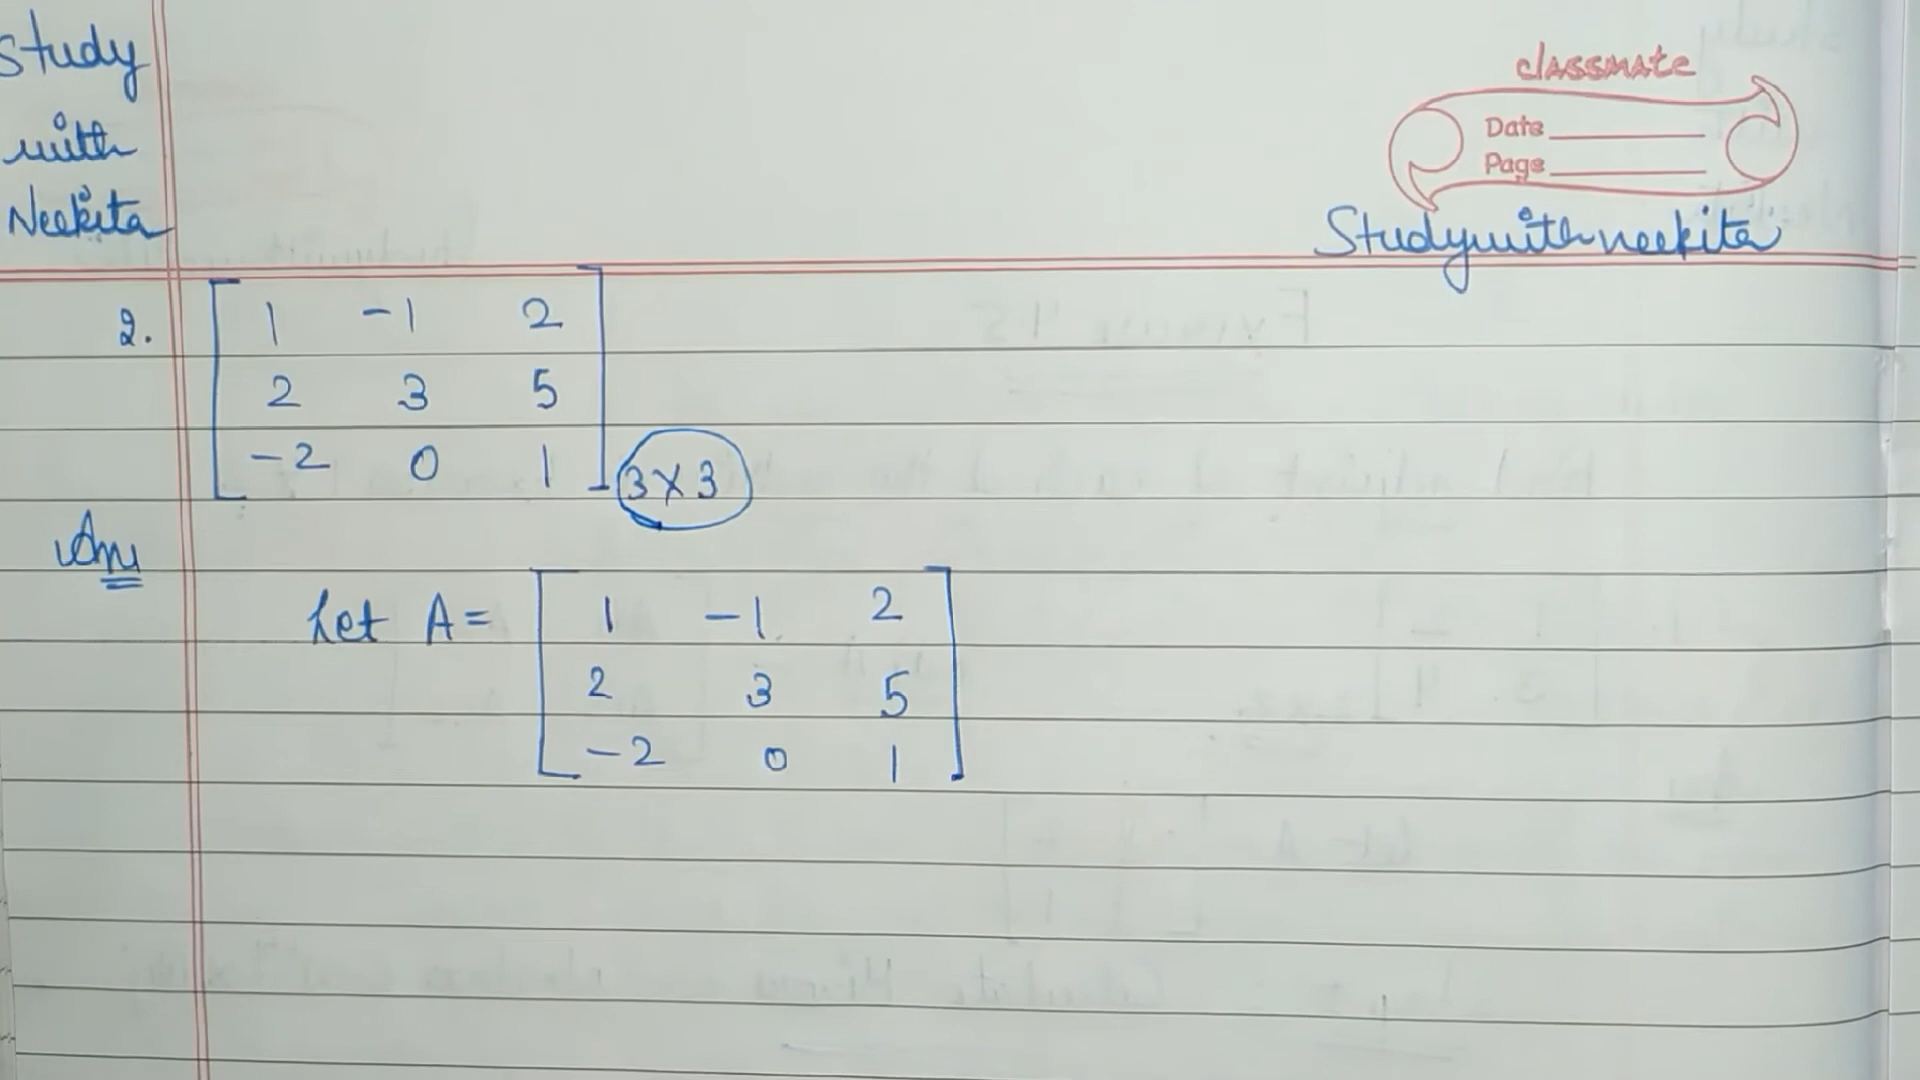 Study
with
Neekita
classmate
Date
Page
Studywithneekita
2. [ 1 -1 2
2 3 5
-2 0 1 ] 3×3
Ans
Let A = [ 1 -1 2
2 3 5
-2 0 1 ]